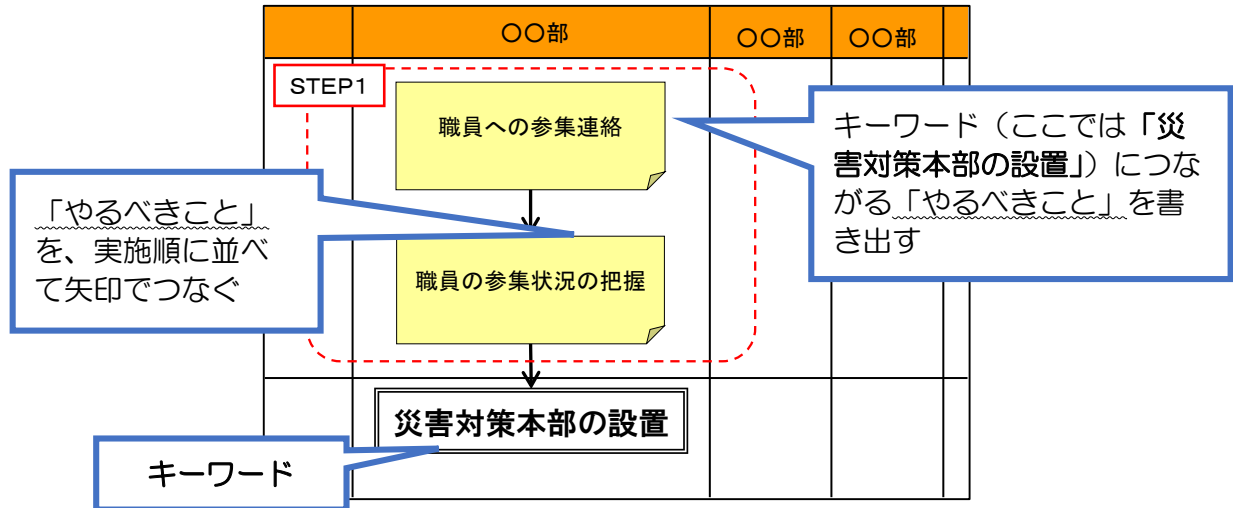 〇〇部
〇〇部
〇〇部
STEP1
職員への参集連絡
キーワード（ここでは「災
害対策本部の設置」）につな
がる「やるべきこと」を書
き出す
「やるべきこと」
を、実施順に並べ
て矢印でつなぐ
職員の参集状況の把握
災害対策本部の設置
キーワード